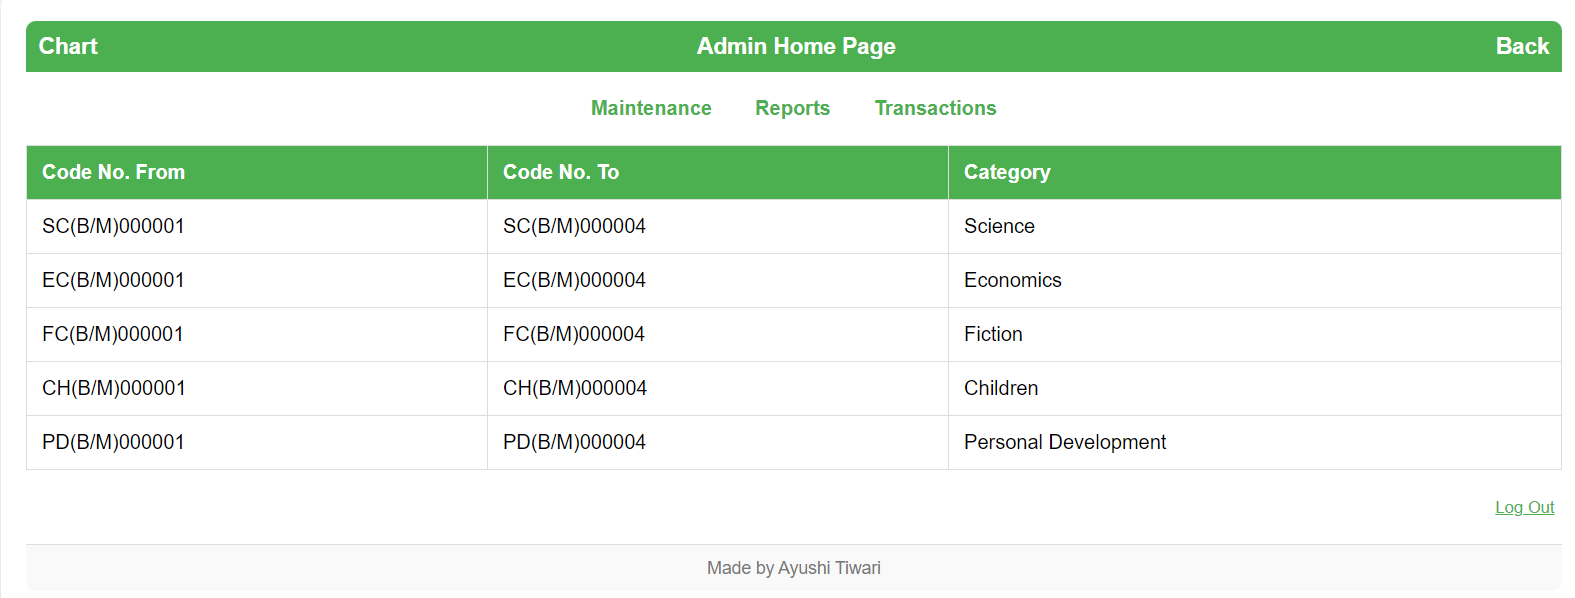 Chart Admin Home Page Back
Maintenance Reports Transactions
Code No. From Code No. To Category
SC(B/M)000001 SC(B/M)000004 Science
EC(B/M)000001 EC(B/M)000004 Economics
FC(B/M)000001 FC(B/M)000004 Fiction
CH(B/M)000001 CH(B/M)000004 Children
PD(B/M)000001 PD(B/M)000004 Personal Development
Log Out
Made by Ayushi Tiwari